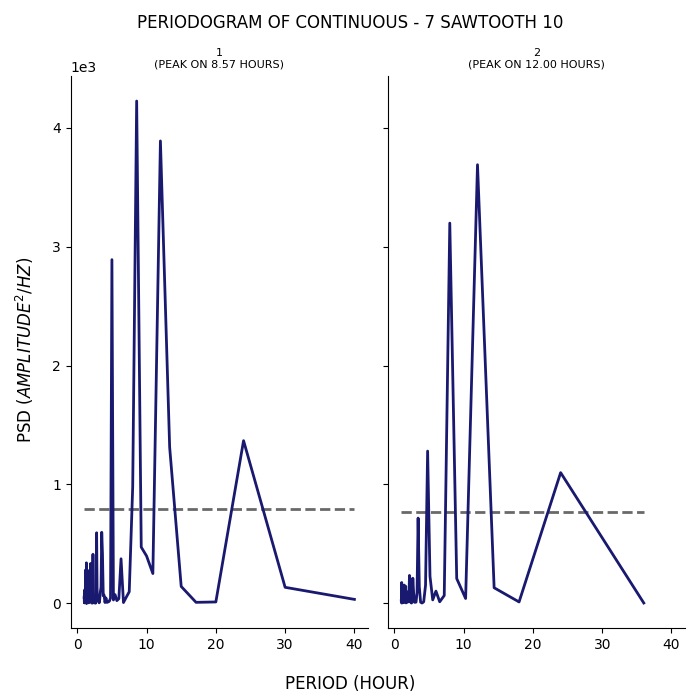 PERIODOGRAM OF CONTINUOUS - 7 SAWTOOTH 10
1
(PEAK ON 8.57 HOURS)
2
(PEAK ON 12.00 HOURS)
1e3
4
3
2
1
0
PSD (AMPLITUDE²/HZ)
0 10 20 30 40
0 10 20 30 40
PERIOD (HOUR)